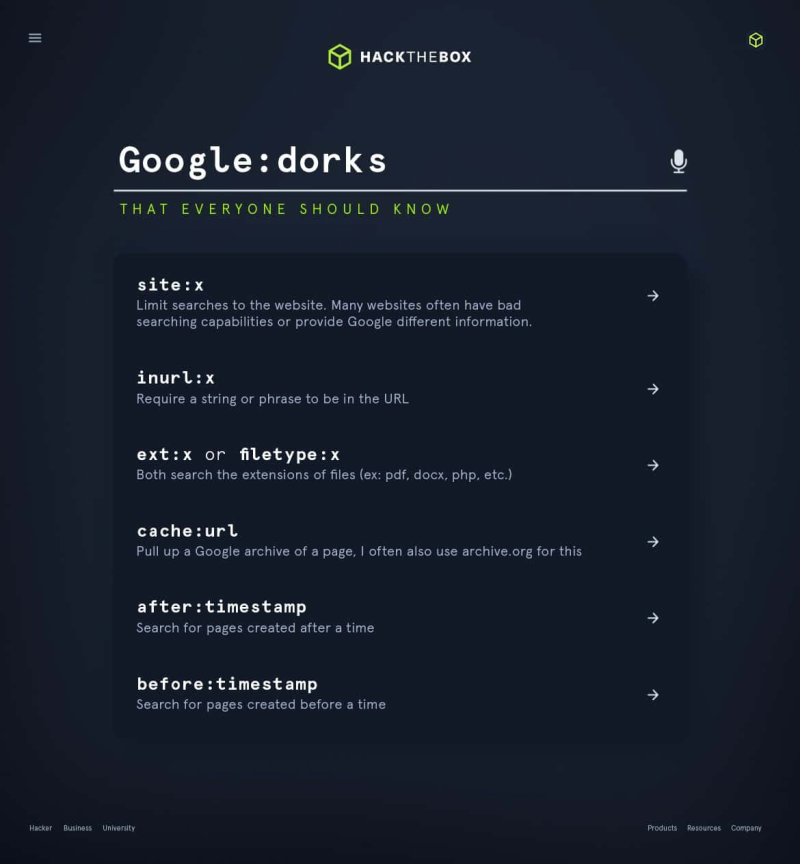 HACKTHEBOX
Google:dorks
THAT EVERYONE SHOULD KNOW
site:x
Limit searches to the website. Many websites often have bad
searching capabilities or provide Google different information.
inurl:x
Require a string or phrase to be in the URL
ext:x or filetype:x
Both search the extensions of files (ex: pdf, docx, php, etc.)
cache:url
Pull up a Google archive of a page, I often also use archive.org for this
after:timestamp
Search for pages created after a time
before:timestamp
Search for pages created before a time
Hacker Business University Products Resources Company